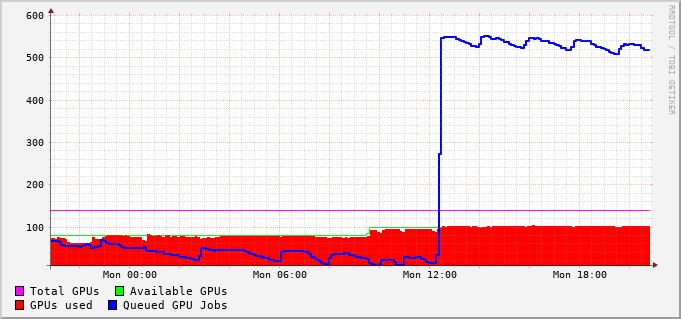 600
500
400
300
200
100
Mon 00:00 Mon 06:00 Mon 12:00 Mon 18:00
Total GPUs Available GPUs
GPUs used Queued GPU Jobs
RRDTOOL / TOBI OETIKER